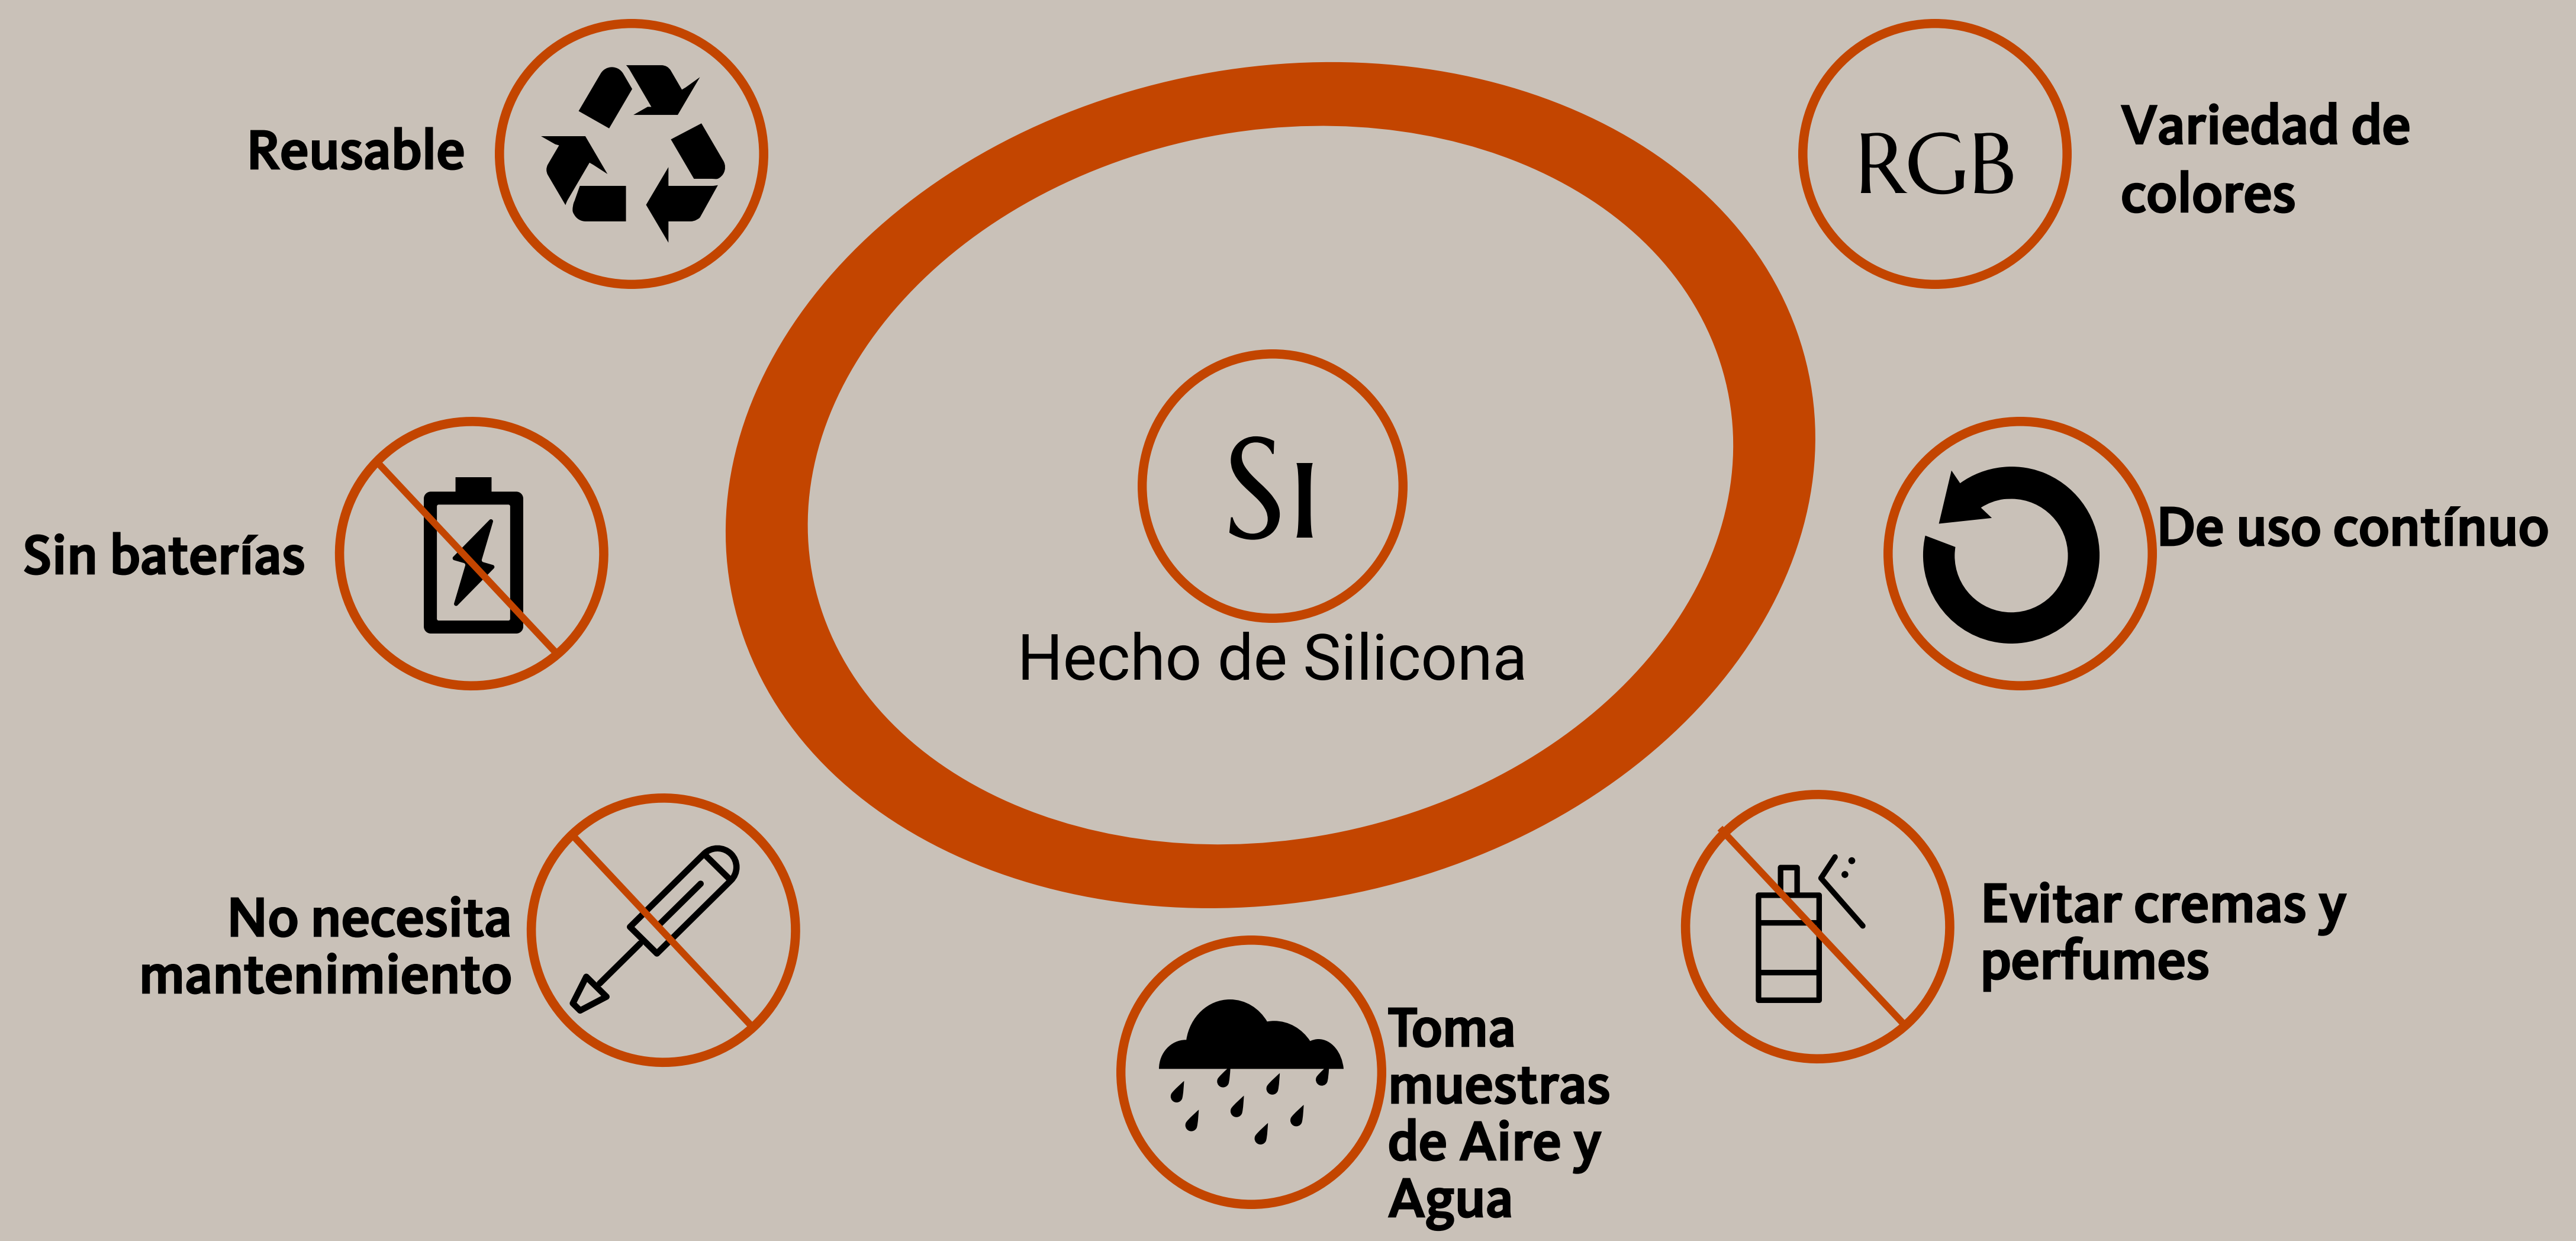 Reusable
RGB
Variedad de
colores
Si
Hecho de Silicona
Sin baterías
De uso contínuo
No necesita
mantenimiento
Evitar cremas y
perfumes
Toma
muestras
de Aire y
Agua